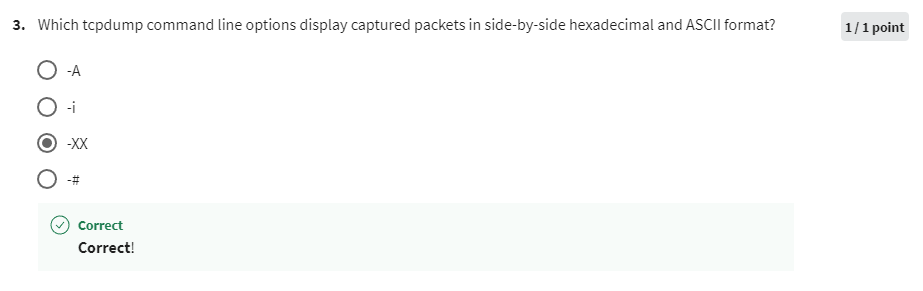 3. Which tcpdump command line options display captured packets in side-by-side hexadecimal and ASCII format?
1 / 1 point
-A
-i
-XX
-#
Correct
Correct!